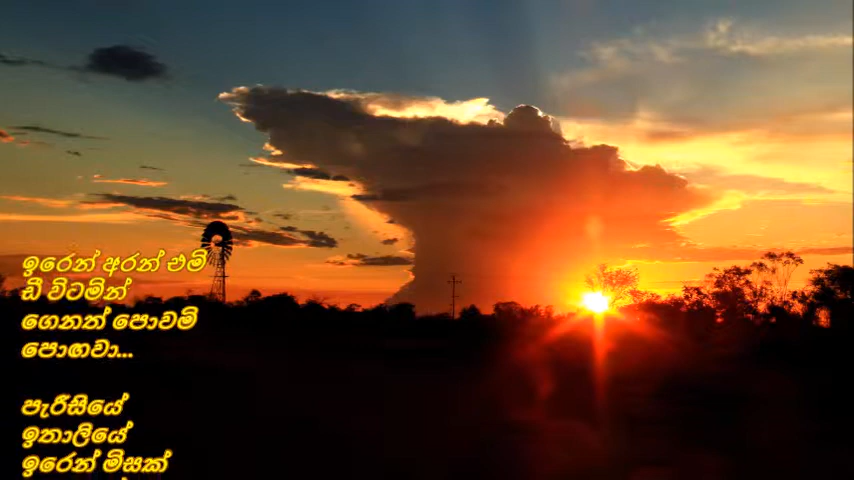 ඉරෙන් අරන් එමි
ඩී විටමින්
ගෙනත් පොවමි
පොඟවා...
පැරීසියේ
ඉතාලියේ
ඉරෙන් මිසක්